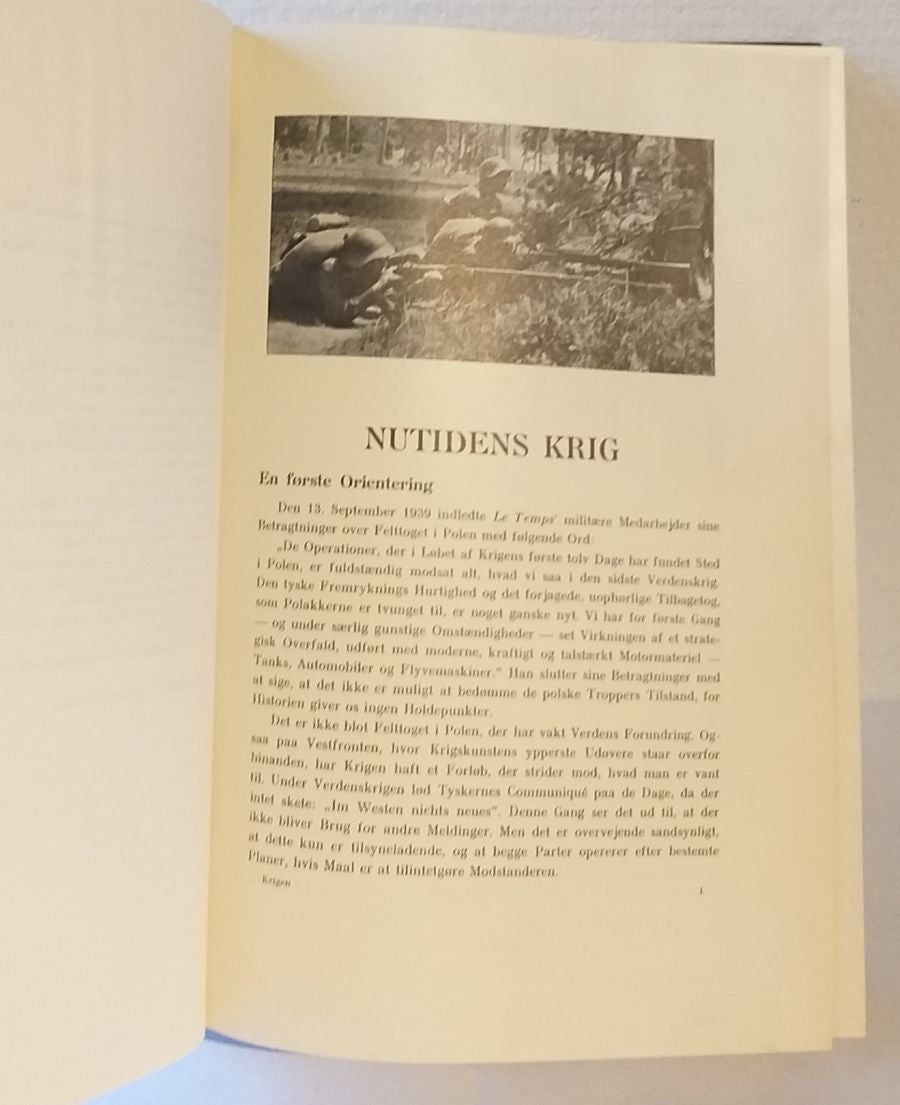 NUTIDENS KRIG
En første Orientering
Den 13. September 1939 indledte Le Temps' militære Medarbejder sine
Betragtninger over Felttoget i Polen med følgende Ord:
„De Operationer, der i Løbet af Krigens første tolv Dage har fundet Sted
i Polen, er fuldstændig modsat alt, hvad vi saa i den sidste Verdenskrig.
Den tyske Fremryknings Hurtighed og det forjagede, uophørlige Tilbagetog,
som Polakkerne er tvunget til, er noget ganske nyt. Vi har for første Gang
— og under særlig gunstige Omstændigheder — set Virkningen af et strate-
gisk Overfald, udført med moderne, kraftigt og talstærkt Motormateriel —
Tanks, Automobiler og Flyvemaskiner.“ Han slutter sine Betragtninger med
at sige, at det ikke er muligt at bedømme de polske Troppers Tilstand, for
Historien giver os ingen Holdepunkter.
Det er ikke blot Felttoget i Polen, der har vakt Verdens Forundring. Og-
saa paa Vestfronten, hvor Krigskunstens ypperste Udøvere staar overfor
hinanden, har Krigen haft et Forløb, der strider mod, hvad man er vant
til. Under Verdenskrigen lød Tyskernes Communiqué paa de Dage, da der
intet skete: „Im Westen nichts neues“. Denne Gang ser det ud til, at der
ikke bliver Brug for andre Meldinger. Men det er overvejende sandsynligt,
at dette kun er tilsyneladende, og at begge Parter opererer efter bestemte
Planer, hvis Maal er at tilintetgøre Modstanderen.
Krigen 1